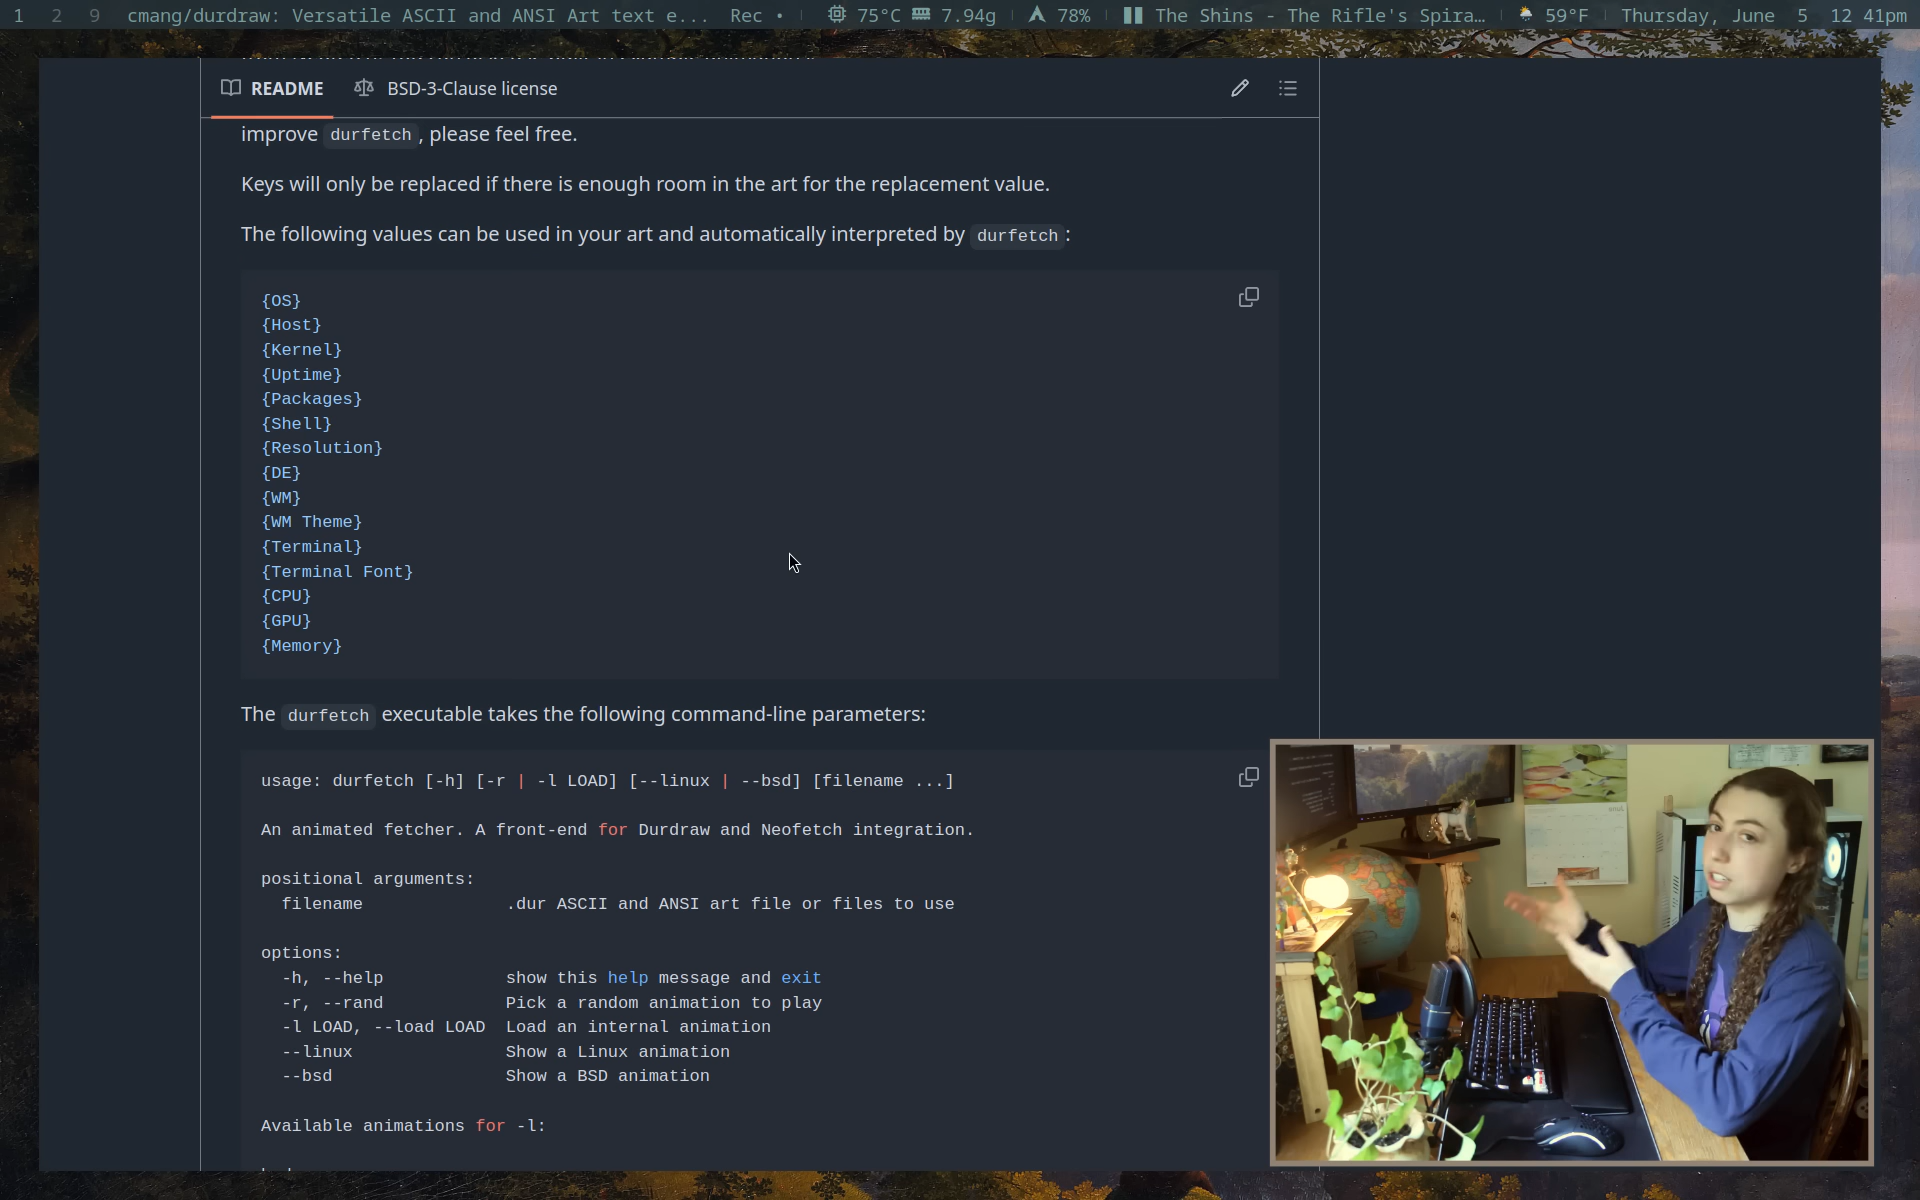 1 2 9 cmang/durdraw: Versatile ASCII and ANSI Art text e... Rec • 75°C 7.94g 78% The Shins - The Rifle's Spira… 59°F Thursday, June 5 12 41pm
README BSD-3-Clause license
improve durfetch, please feel free.
Keys will only be replaced if there is enough room in the art for the replacement value.
The following values can be used in your art and automatically interpreted by durfetch:
{OS}
{Host}
{Kernel}
{Uptime}
{Packages}
{Shell}
{Resolution}
{DE}
{WM}
{WM Theme}
{Terminal}
{Terminal Font}
{CPU}
{GPU}
{Memory}
The durfetch executable takes the following command-line parameters:
usage: durfetch [-h] [-r | -l LOAD] [--linux | --bsd] [filename ...]
An animated fetcher. A front-end for Durdraw and Neofetch integration.
positional arguments:
filename .dur ASCII and ANSI art file or files to use
options:
-h, --help show this help message and exit
-r, --rand Pick a random animation to play
-l LOAD, --load LOAD Load an internal animation
--linux Show a Linux animation
--bsd Show a BSD animation
Available animations for -l: